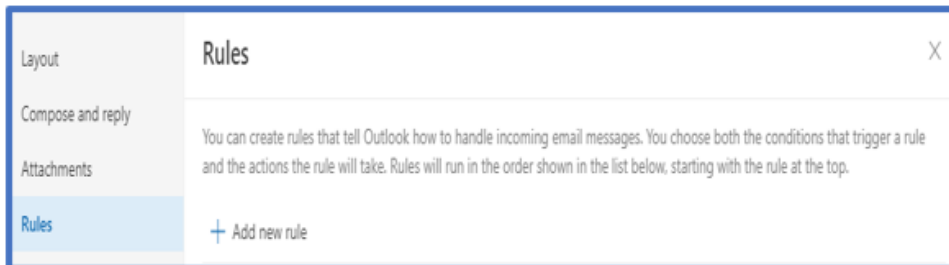 Layout
Compose and reply
Attachments
Rules
Rules
X
You can create rules that tell Outlook how to handle incoming email messages. You choose both the conditions that trigger a rule
and the actions the rule will take. Rules will run in the order shown in the list below, starting with the rule at the top.
+ Add new rule